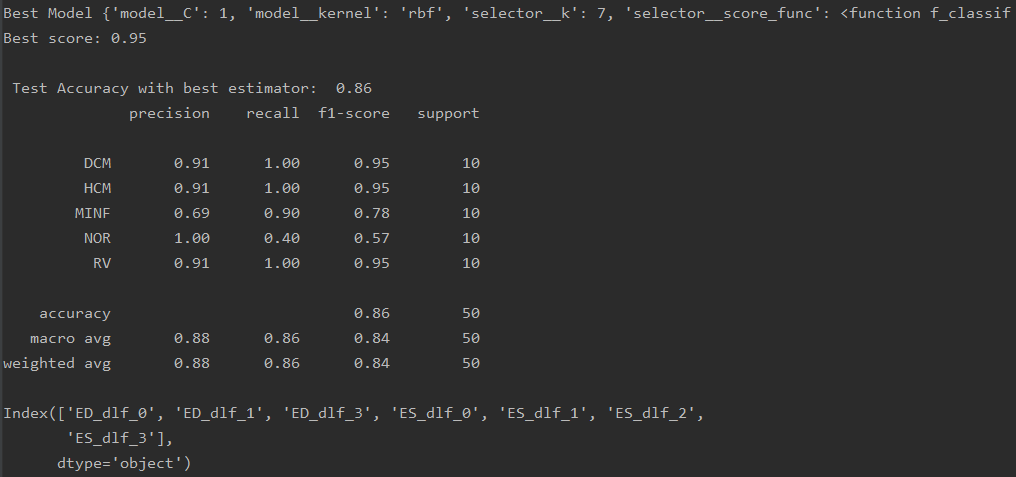 Best Model {'model__C': 1, 'model__kernel': 'rbf', 'selector__k': 7, 'selector__score_func': <function f_classif
Best score: 0.95
Test Accuracy with best estimator:  0.86
precision    recall  f1-score   support
DCM       0.91      1.00      0.95        10
HCM       0.91      1.00      0.95        10
MINF       0.69      0.90      0.78        10
NOR       1.00      0.40      0.57        10
RV       0.91      1.00      0.95        10
accuracy                           0.86        50
macro avg       0.88      0.86      0.84        50
weighted avg       0.88      0.86      0.84        50
Index(['ED_dlf_0', 'ED_dlf_1', 'ED_dlf_3', 'ES_dlf_0', 'ES_dlf_1', 'ES_dlf_2',
'ES_dlf_3'],
dtype='object')